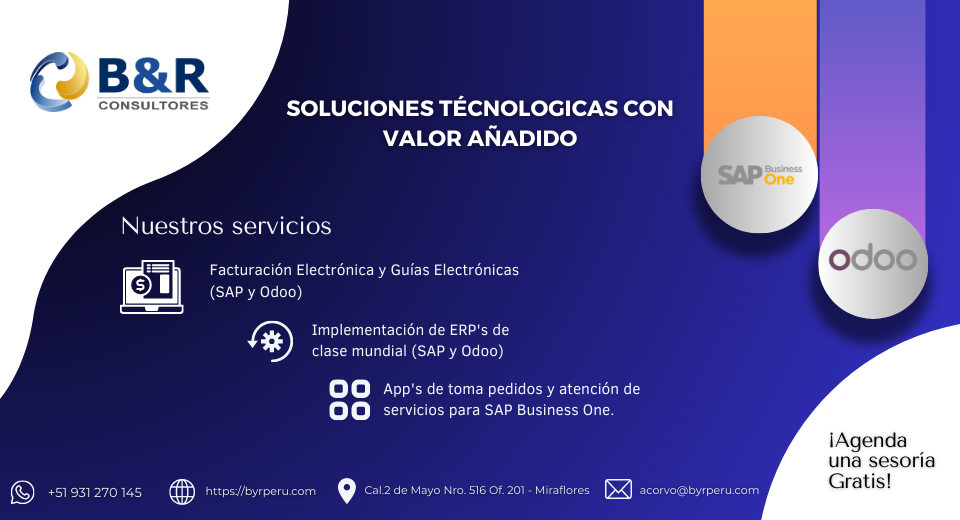 B&R
CONSULTORES
SOLUCIONES TÉCNOLOGICAS CON
VALOR AÑADIDO
SAP Business
One
odoo
Nuestros servicios
Facturación Electrónica y Guías Electrónicas
(SAP y Odoo)
Implementación de ERP's de
clase mundial (SAP y Odoo)
App's de toma pedidos y atención de
servicios para SAP Business One.
¡Agenda
una sesoría
Gratis!
+51 931 270 145
https://byrperu.com
Cal.2 de Mayo Nro. 516 Of. 201 - Miraflores
acorvo@byrperu.com